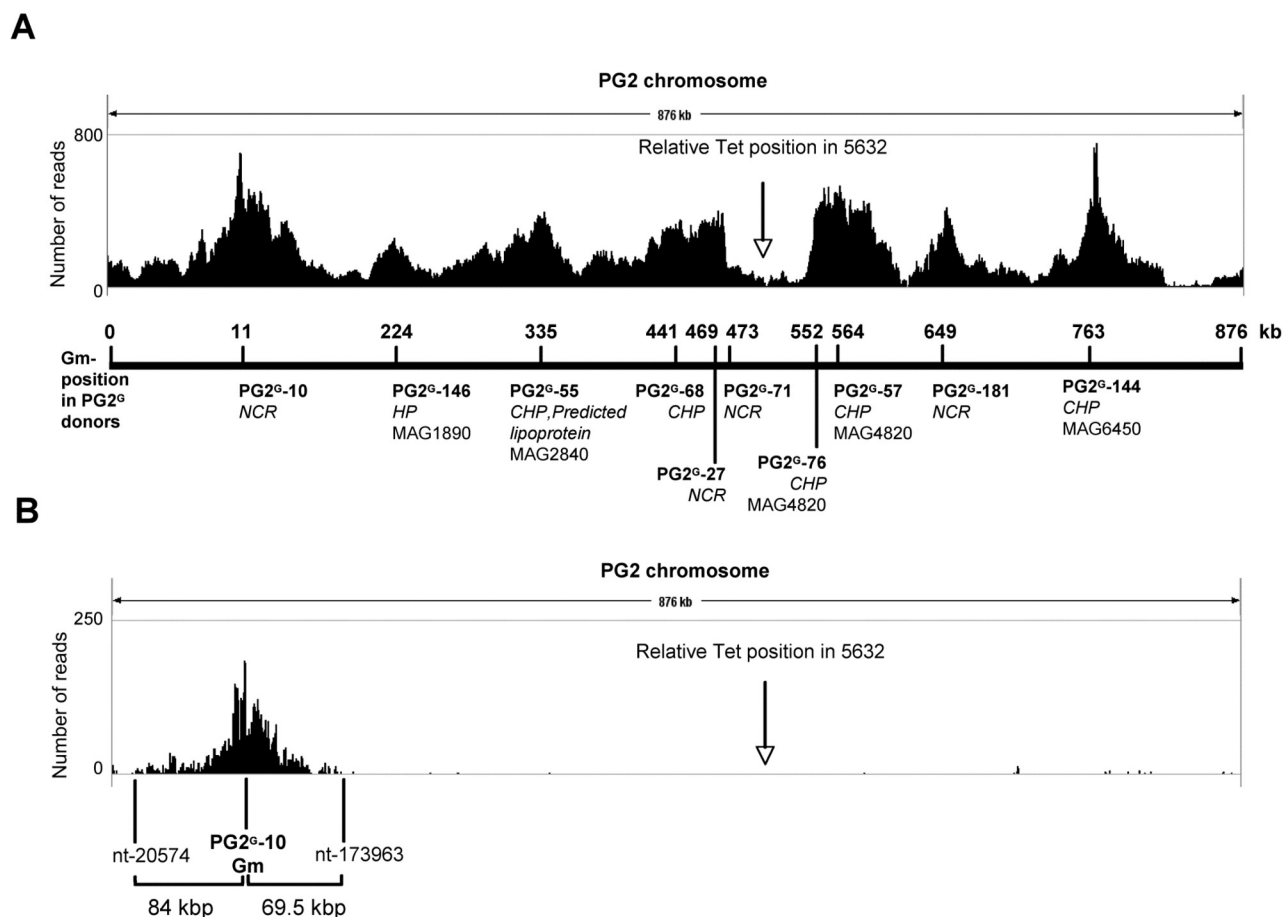 A
PG2 chromosome
876 kb
800
Relative Tet position in 5632
Number of reads
0
0 11 224 335 441 469 473 552 564 649 763 876 kb
Gm-
position
in PG2ᴳ
donors
PG2ᴳ-10
NCR
PG2ᴳ-146
HP
MAG1890
PG2ᴳ-55
CHP,Predicted
lipoprotein
MAG2840
PG2ᴳ-68
CHP
PG2ᴳ-27
NCR
PG2ᴳ-71
NCR
PG2ᴳ-76
CHP
MAG4820
PG2ᴳ-57
CHP
MAG4820
PG2ᴳ-181
NCR
PG2ᴳ-144
CHP
MAG6450
B
PG2 chromosome
876 kb
250
Relative Tet position in 5632
Number of reads
0
nt-20574
PG2ᴳ-10
Gm
nt-173963
84 kbp
69.5 kbp